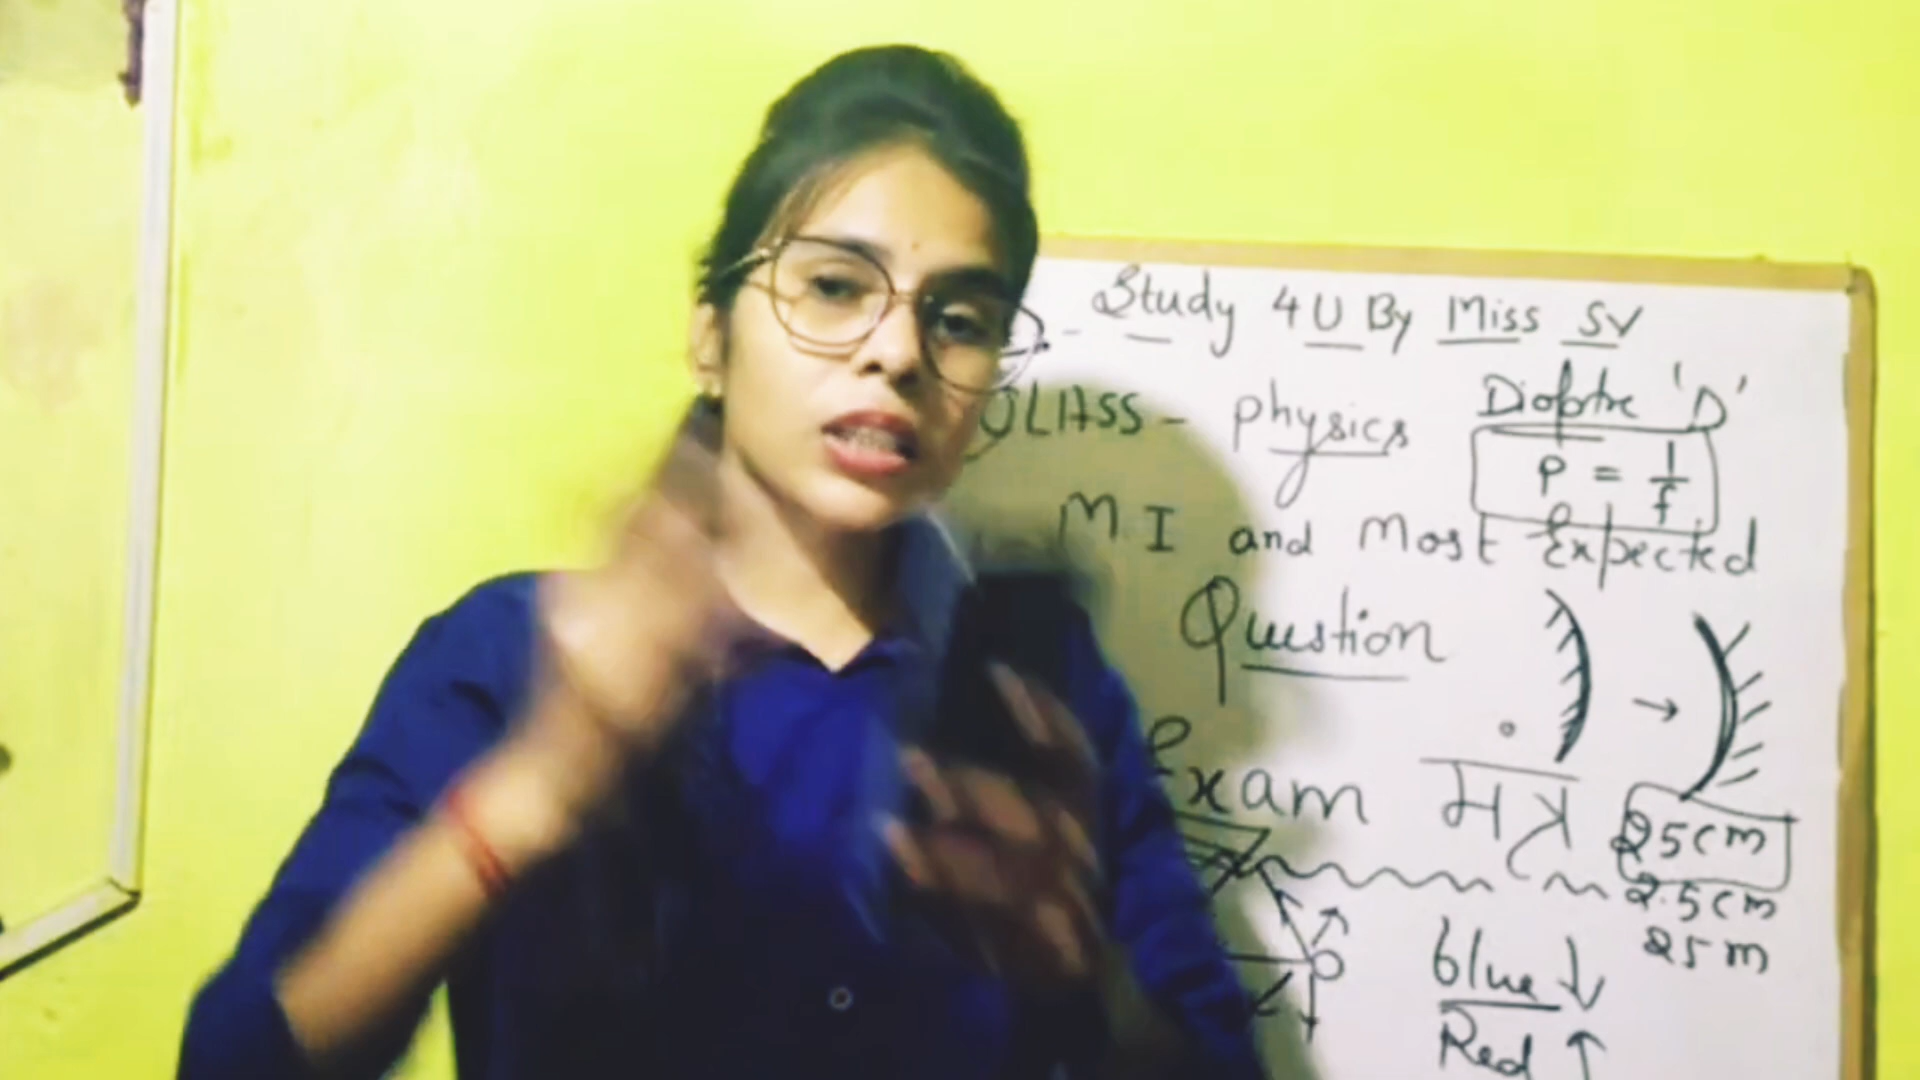 - Study 4U By Miss SV
CLASS - physics
Dioptre 'D'
P = 1/f
MI and Most Expected
Question
Exam
25cm
2.5cm
25m
blue ↓
Red ↑